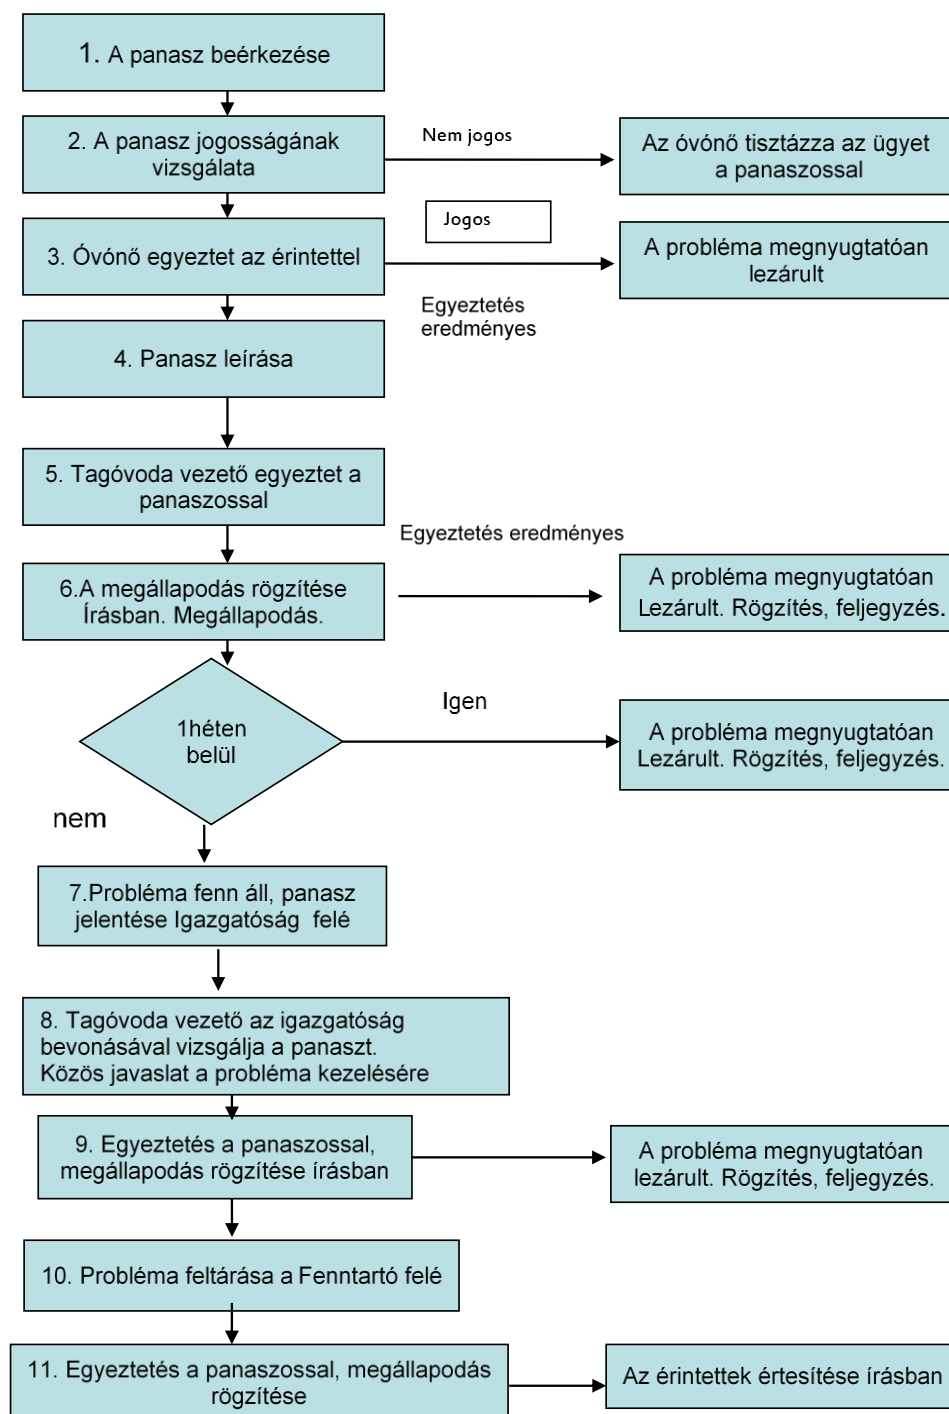 1. A panasz beérkezése
2. A panasz jogosságának
vizsgálata
Nem jogos
Az óvónő tisztázza az ügyet
a panaszossal
Jogos
3. Óvónő egyeztet az érintettel
A probléma megnyugtatóan
lezárult
Egyeztetés
eredményes
4. Panasz leírása
5. Tagóvoda vezető egyeztet a
panaszossal
Egyeztetés eredményes
6.A megállapodás rögzítése
Írásban. Megállapodás.
A probléma megnyugtatóan
Lezárult. Rögzítés, feljegyzés.
1héten
belül
Igen
A probléma megnyugtatóan
Lezárult. Rögzítés, feljegyzés.
nem
7.Probléma fenn áll, panasz
jelentése Igazgatóság felé
8. Tagóvoda vezető az igazgatóság
bevonásával vizsgálja a panaszt.
Közös javaslat a probléma kezelésére
9. Egyeztetés a panaszossal,
megállapodás rögzítése írásban
A probléma megnyugtatóan
lezárult. Rögzítés, feljegyzés.
10. Probléma feltárása a Fenntartó felé
11. Egyeztetés a panaszossal, megállapodás
rögzítése
Az érintettek értesítése írásban